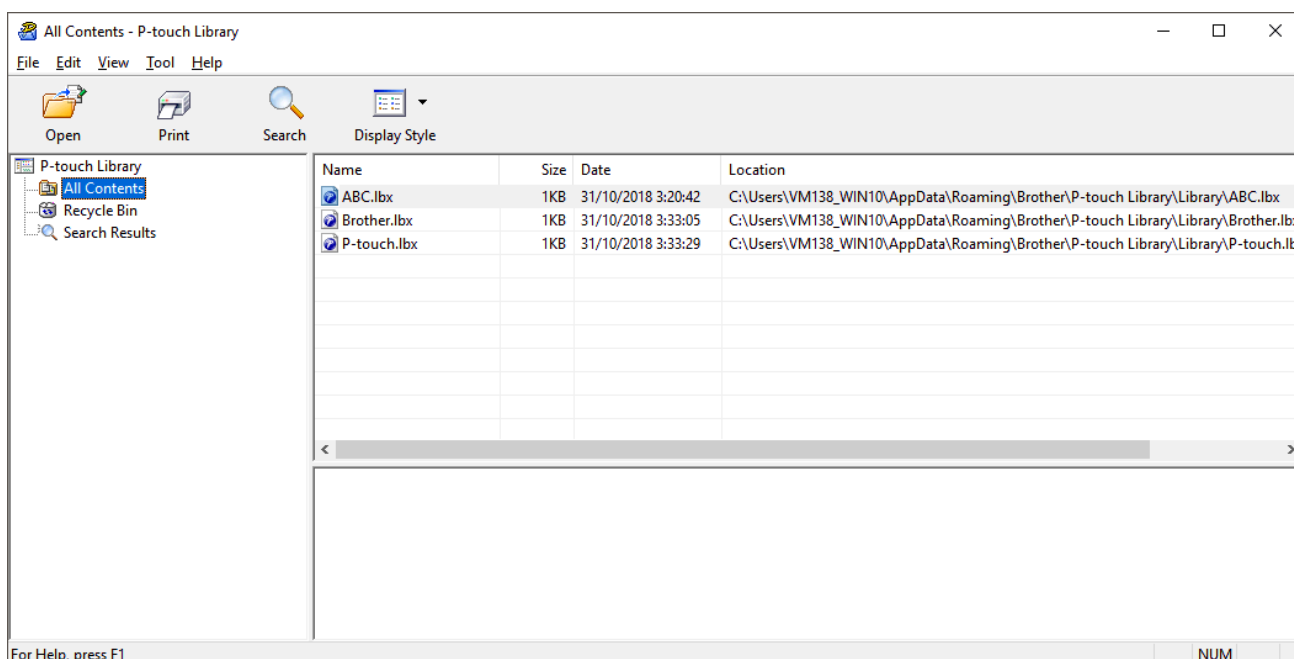 All Contents - P-touch Library
File Edit View Tool Help
Open Print Search Display Style
P-touch Library
All Contents
Recycle Bin
Search Results
Name Size Date Location
ABC.lbx 1KB 31/10/2018 3:20:42 C:\Users\VM138_WIN10\AppData\Roaming\Brother\P-touch Library\Library\ABC.lbx
Brother.lbx 1KB 31/10/2018 3:33:05 C:\Users\VM138_WIN10\AppData\Roaming\Brother\P-touch Library\Library\Brother.lb
P-touch.lbx 1KB 31/10/2018 3:33:29 C:\Users\VM138_WIN10\AppData\Roaming\Brother\P-touch Library\Library\P-touch.lb
For Help, press F1 NUM